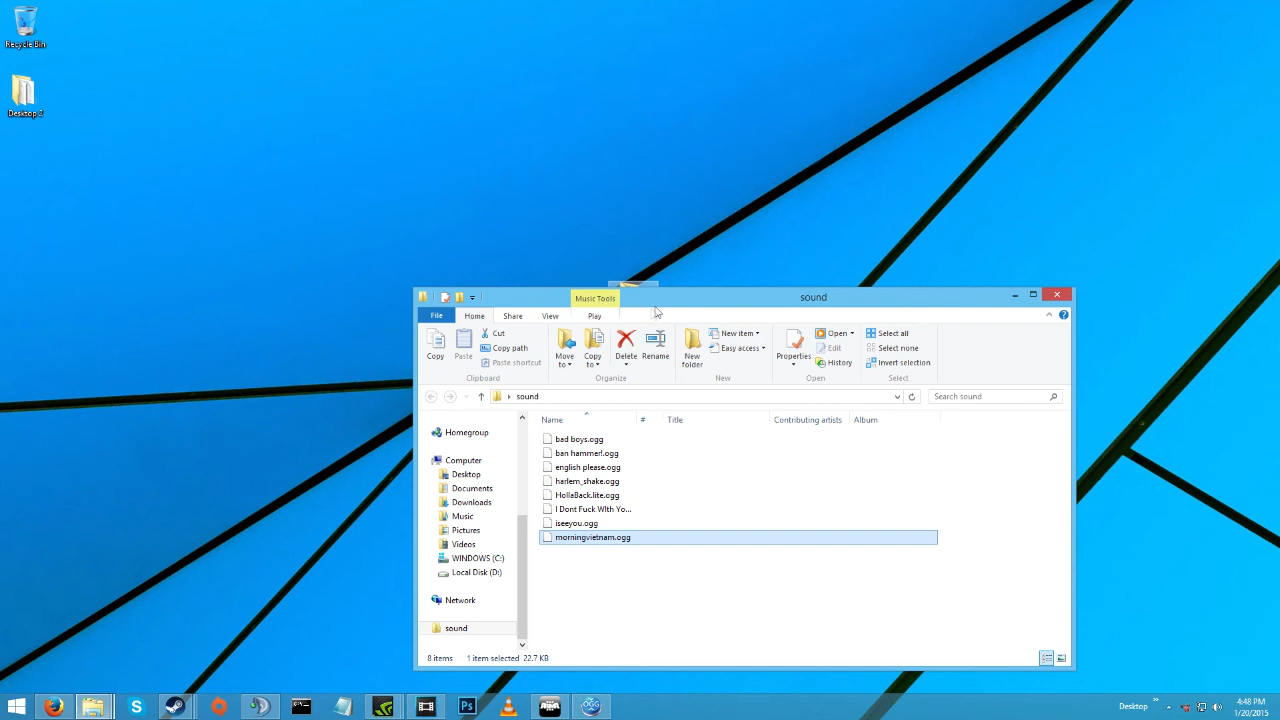 Recycle Bin
Desktop 2
Music Tools
sound
File
Home
Share
View
Play
Copy
Paste
Cut
Copy path
Paste shortcut
Clipboard
Move to
Copy to
Delete
Rename
Organize
New folder
New item
Easy access
New
Properties
Open
Edit
History
Open
Select all
Select none
Invert selection
Select
sound
Search sound
Name
#
Title
Contributing artists
Album
Homegroup
Computer
Desktop
Documents
Downloads
Music
Pictures
Videos
WINDOWS (C:)
Local Disk (D:)
Network
sound
bad boys.ogg
ban hammer!.ogg
english please.ogg
harlem_shake.ogg
HollaBack.lite.ogg
I Dont Fuck WIth Yo...
iseeyou.ogg
morningvietnam.ogg
8 items
1 item selected 22.7 KB
OGG
Desktop
4:48 PM
1/20/2015